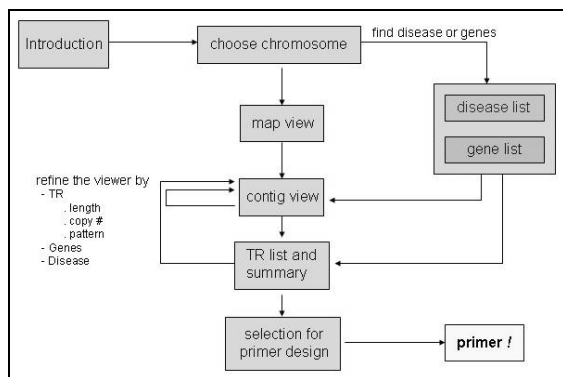 Introduction
choose chromosome
find disease or genes
disease list
gene list
map view
refine the viewer by
- TR
. length
. copy #
. pattern
- Genes
- Disease
contig view
TR list and
summary
selection for
primer design
primer !